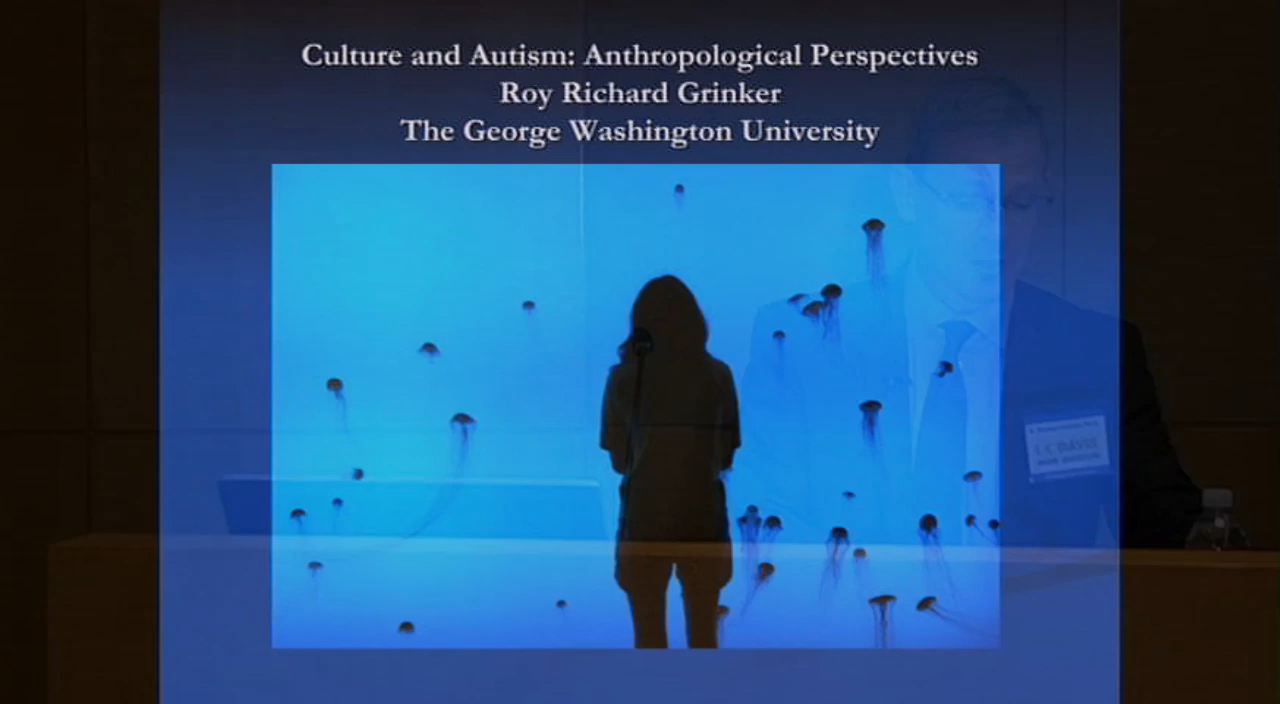 Culture and Autism: Anthropological Perspectives
Roy Richard Grinker
The George Washington University
UC DAVIS